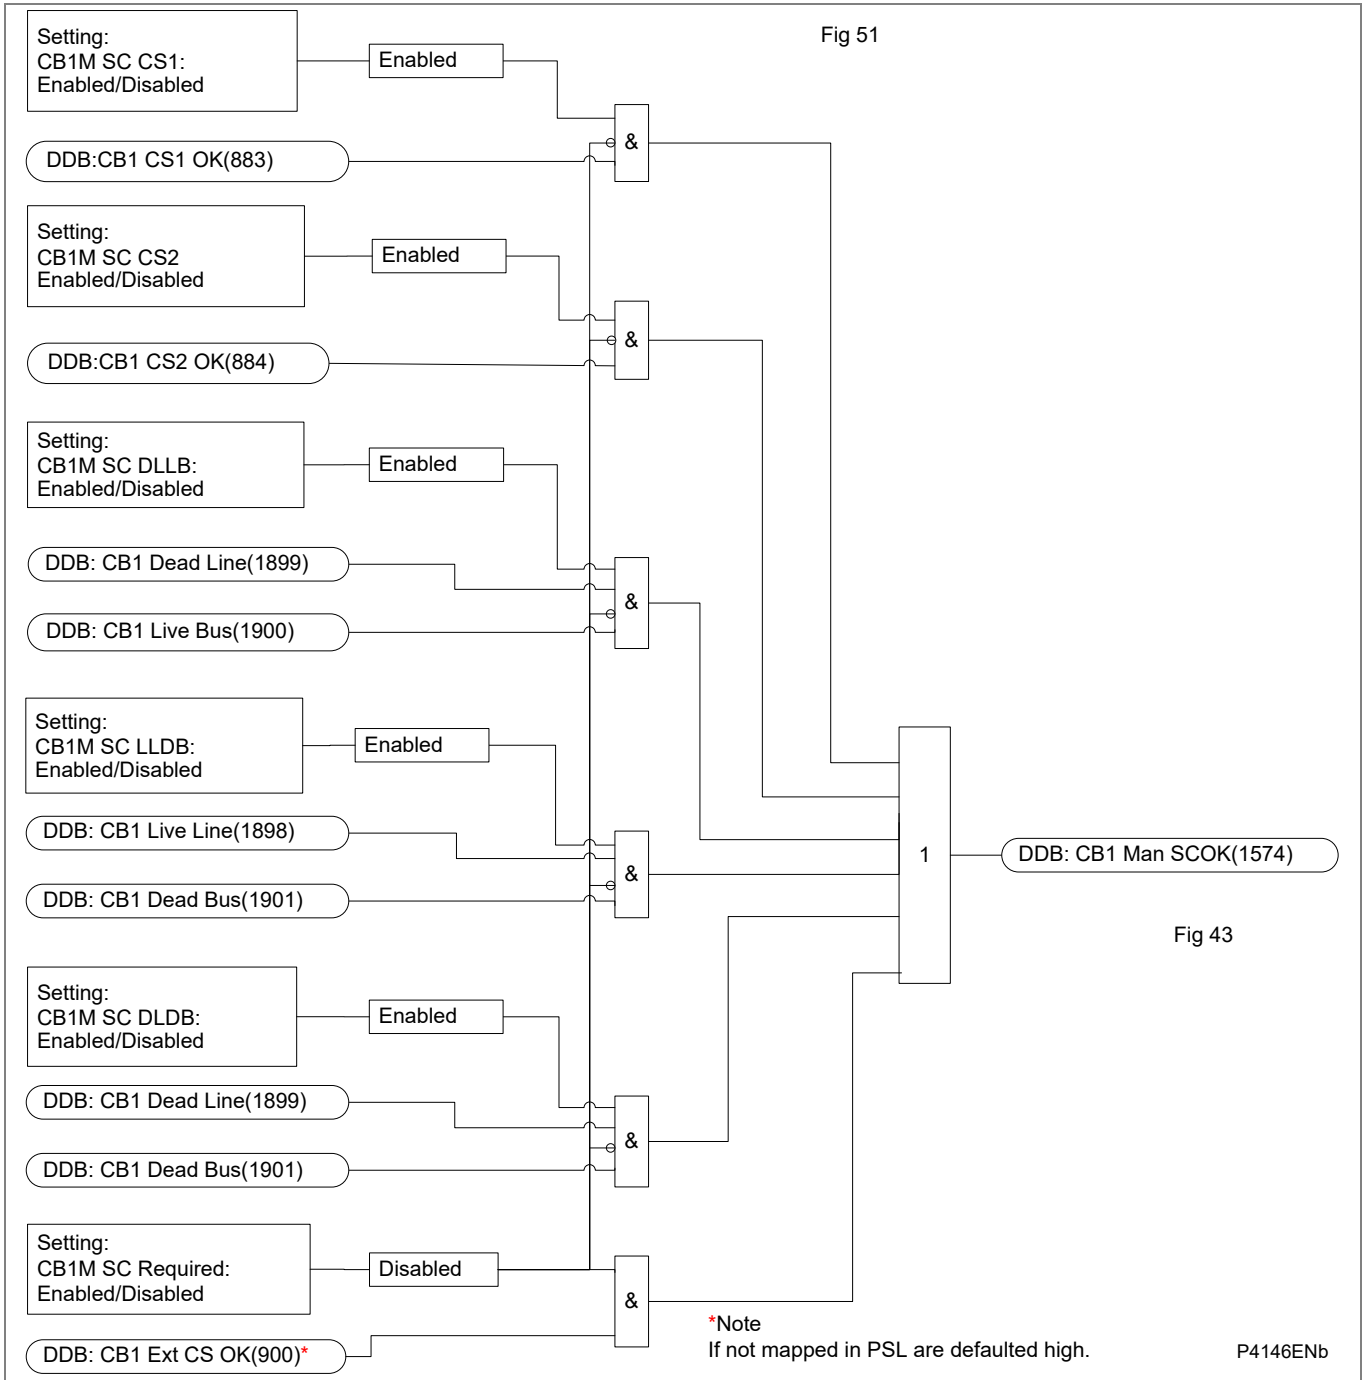 Fig 51
Setting:
CB1M SC CS1:
Enabled/Disabled
Enabled
&
DDB:CB1 CS1 OK(883)
Setting:
CB1M SC CS2
Enabled/Disabled
Enabled
&
DDB:CB1 CS2 OK(884)
Setting:
CB1M SC DLLB:
Enabled/Disabled
Enabled
DDB: CB1 Dead Line(1899)
&
DDB: CB1 Live Bus(1900)
Setting:
CB1M SC LLDB:
Enabled/Disabled
Enabled
DDB: CB1 Live Line(1898)
&
DDB: CB1 Dead Bus(1901)
1
DDB: CB1 Man SCOK(1574)
Fig 43
Setting:
CB1M SC DLDB:
Enabled/Disabled
Enabled
DDB: CB1 Dead Line(1899)
&
DDB: CB1 Dead Bus(1901)
Setting:
CB1M SC Required:
Enabled/Disabled
Disabled
&
DDB: CB1 Ext CS OK(900)*
*Note
If not mapped in PSL are defaulted high.
P4146ENb